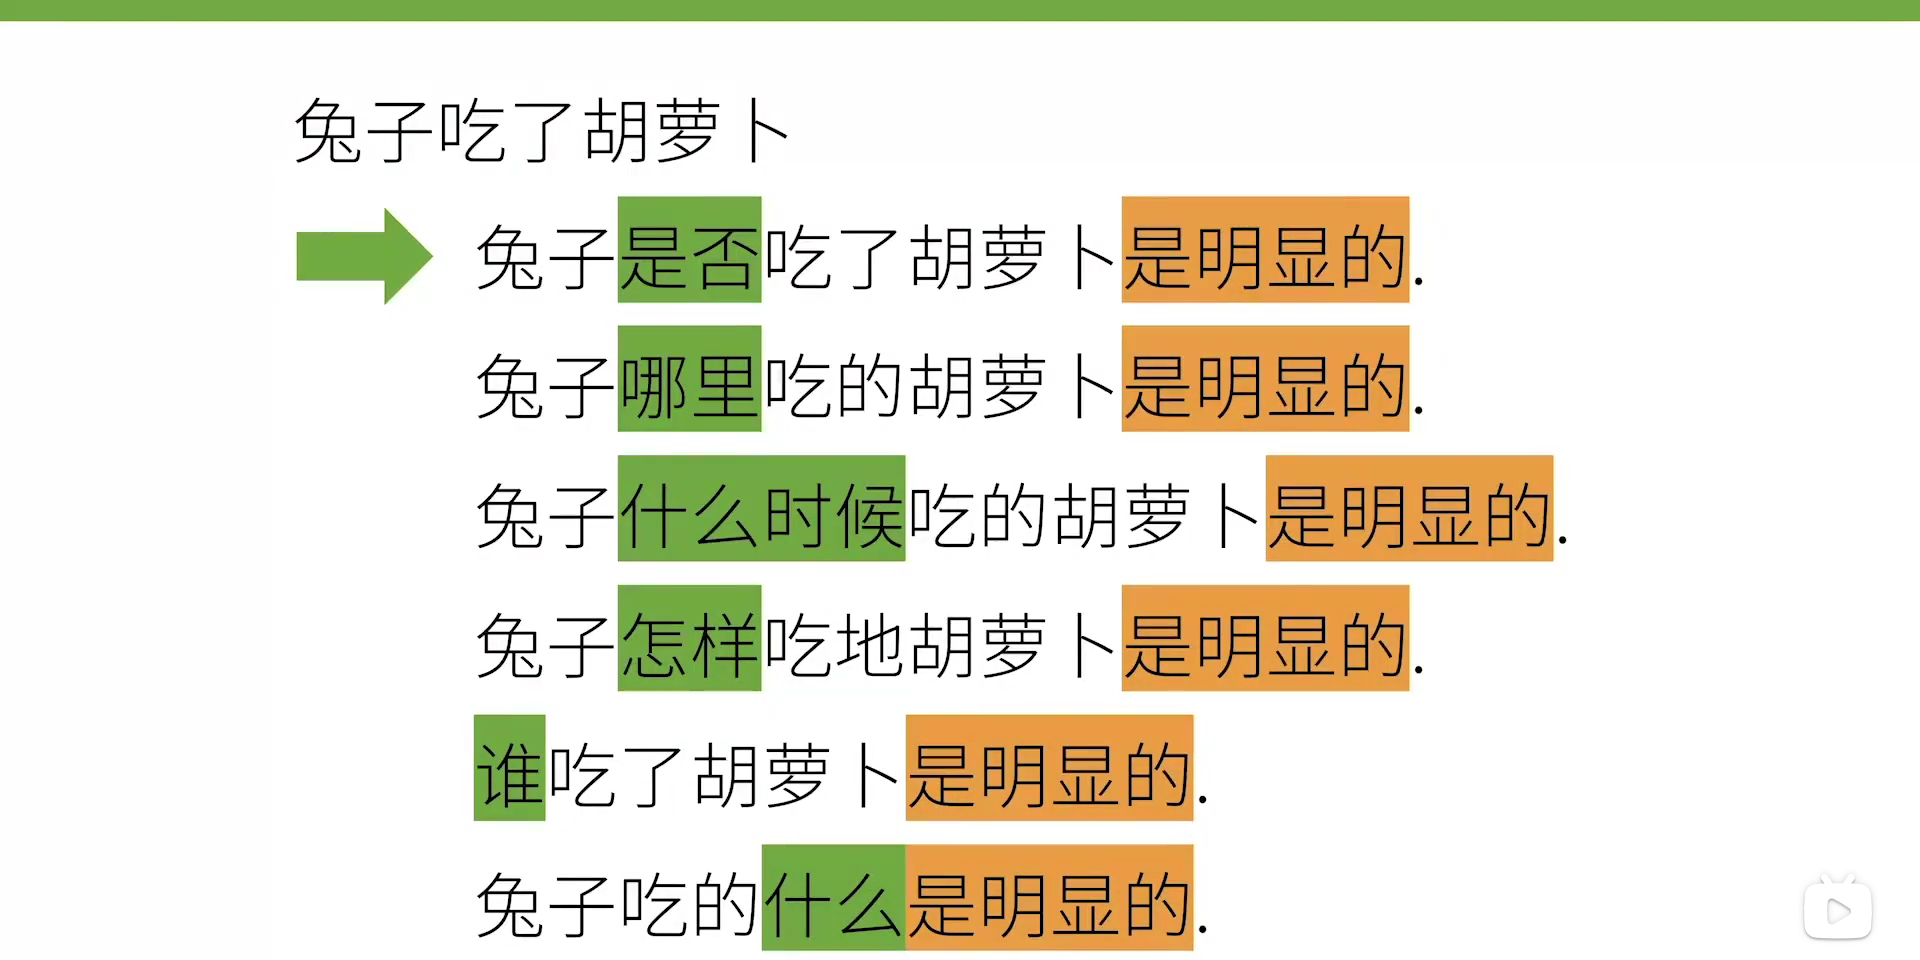 兔子吃了胡萝卜
兔子是否吃了胡萝卜是明显的.
兔子哪里吃的胡萝卜是明显的.
兔子什么时候吃的胡萝卜是明显的.
兔子怎样吃地胡萝卜是明显的.
谁吃了胡萝卜是明显的.
兔子吃的什么是明显的.